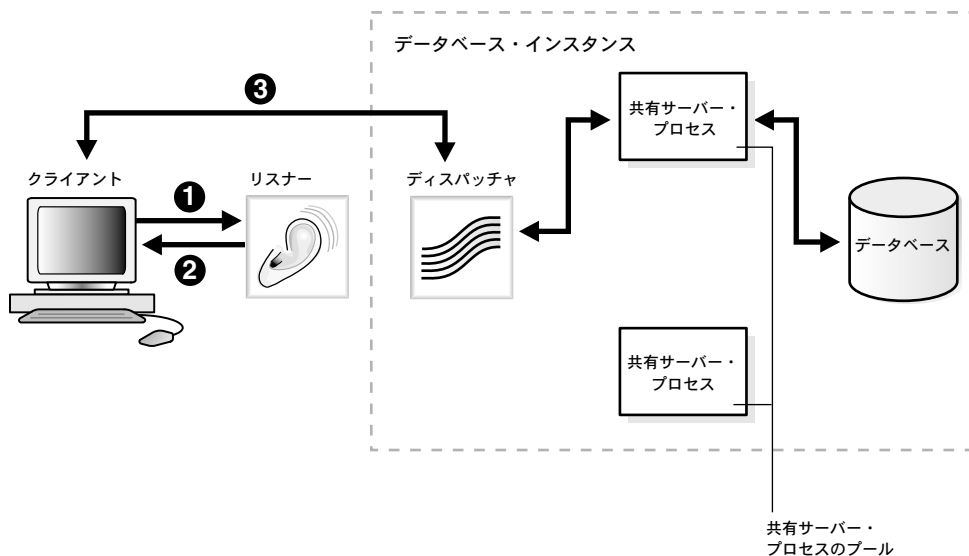 データベース・インスタンス
❸
共有サーバー・
プロセス
クライアント
リスナー
ディスパッチャ
❶
❷
データベース
共有サーバー・
プロセス
共有サーバー・
プロセスのプール